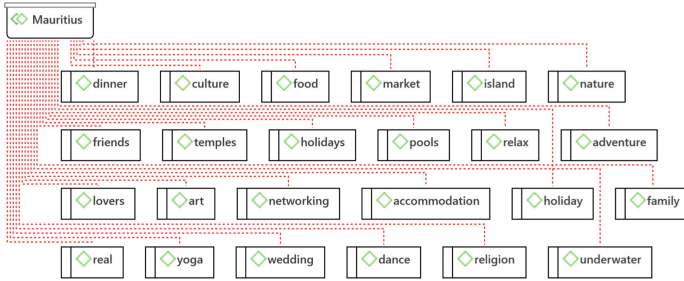 Mauritius
dinner culture food market island nature
friends temples holidays pools relax adventure
lovers art networking accommodation holiday family
real yoga wedding dance religion underwater